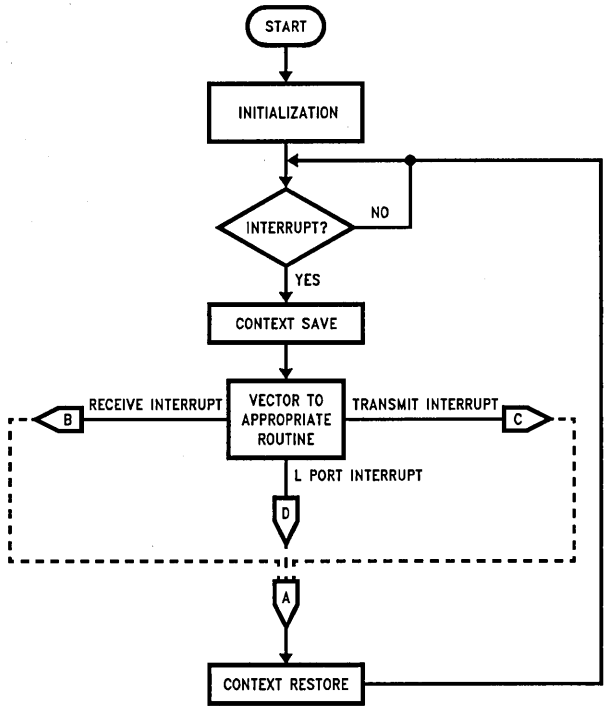 START
INITIALIZATION
INTERRUPT?
NO
YES
CONTEXT SAVE
VECTOR TO
APPROPRIATE
ROUTINE
RECEIVE INTERRUPT
B
TRANSMIT INTERRUPT
C
L PORT INTERRUPT
D
A
CONTEXT RESTORE